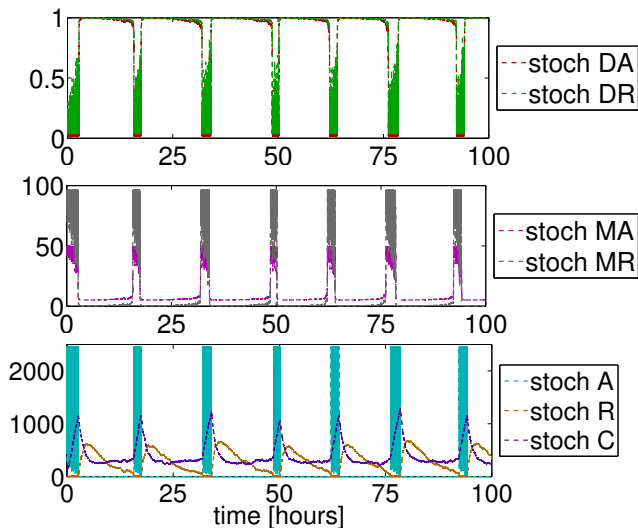 1
0.5
0
0 25 50 75 100
stoch DA
stoch DR
100
50
0
0 25 50 75 100
stoch MA
stoch MR
2000
1000
0
0 25 50 75 100
stoch A
stoch R
stoch C
time [hours]